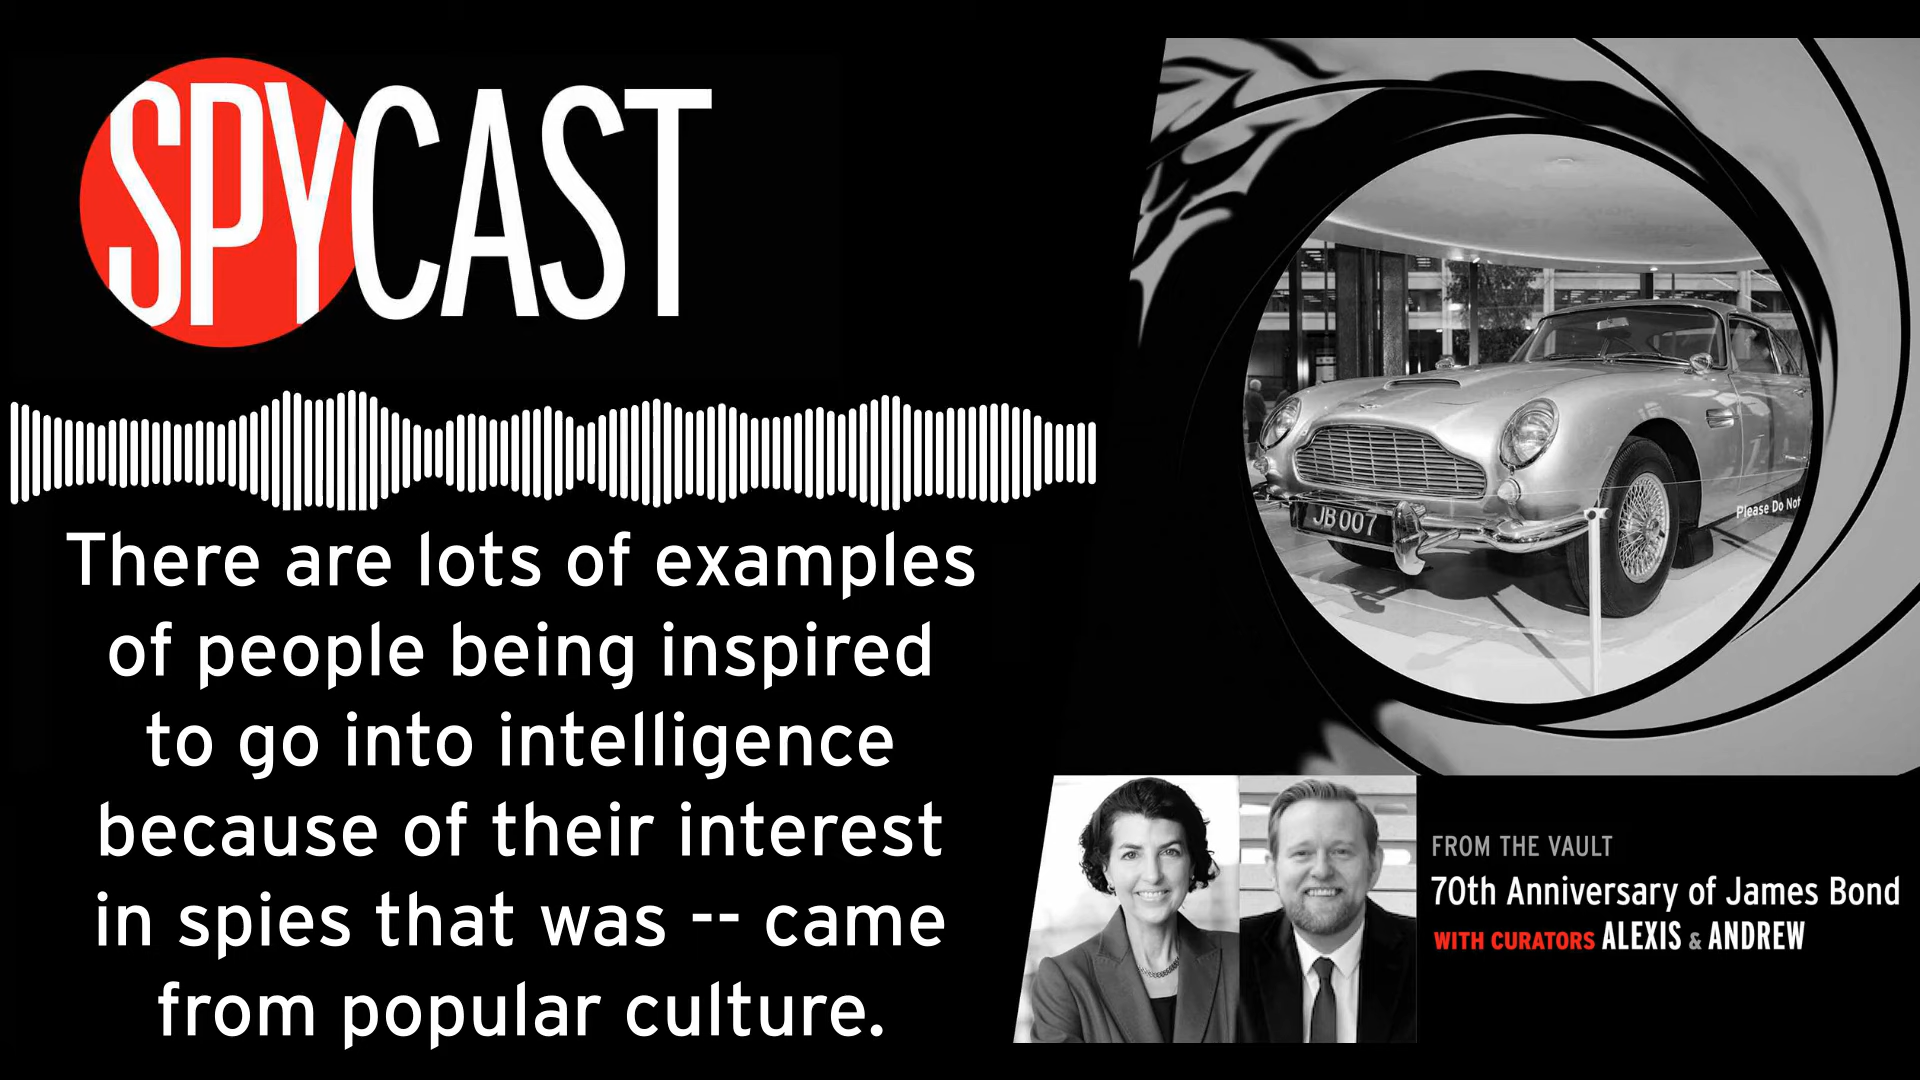 SPYCAST
There are lots of examples
of people being inspired
to go into intelligence
because of their interest
in spies that was -- came
from popular culture.
JB 007
Please Do Not
FROM THE VAULT
70th Anniversary of James Bond
WITH CURATORS ALEXIS & ANDREW